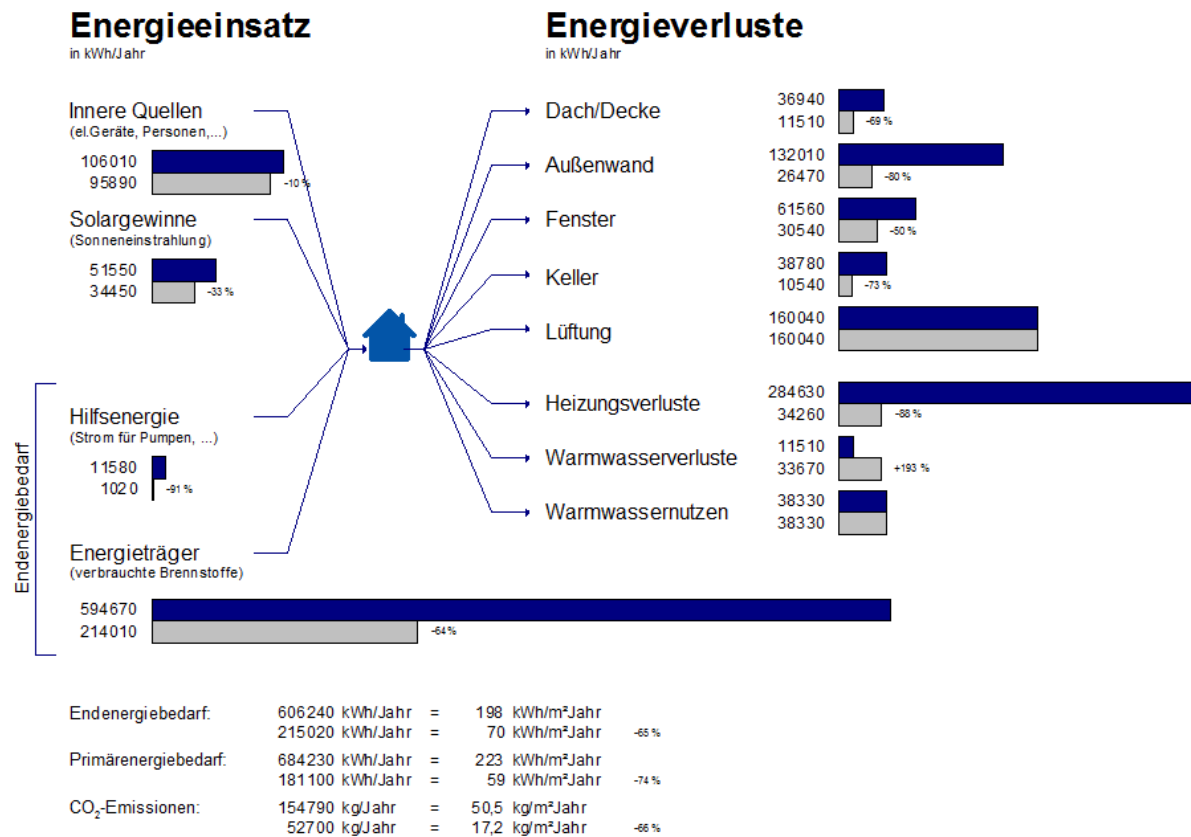 Energieeinsatz
in kWh/Jahr
Innere Quellen
(el.Geräte, Personen,...)
106010
95890 -10 %
Solargewinne
(Sonneneinstrahlung)
51550
34450 -33 %
Endenergiebedarf
Hilfsenergie
(Strom für Pumpen, ...)
11580
1020 -91 %
Energieträger
(verbrauchte Brennstoffe)
594670
214010 -64 %
Energieverluste
in kWh/Jahr
Dach/Decke
36940
11510 -69 %
Außenwand
132010
26470 -80 %
Fenster
61560
30540 -50 %
Keller
38780
10540 -73 %
Lüftung
160040
160040
Heizungsverluste
284630
34260 -88 %
Warmwasserverluste
11510
33670 +193 %
Warmwassernutzen
38330
38330
Endenergiebedarf: 606240 kWh/Jahr = 198 kWh/m²Jahr
215020 kWh/Jahr = 70 kWh/m²Jahr -65 %
Primärenergiebedarf: 684230 kWh/Jahr = 223 kWh/m²Jahr
181100 kWh/Jahr = 59 kWh/m²Jahr -74 %
CO₂-Emissionen: 154790 kg/Jahr = 50,5 kg/m²Jahr
52700 kg/Jahr = 17,2 kg/m²Jahr -66 %